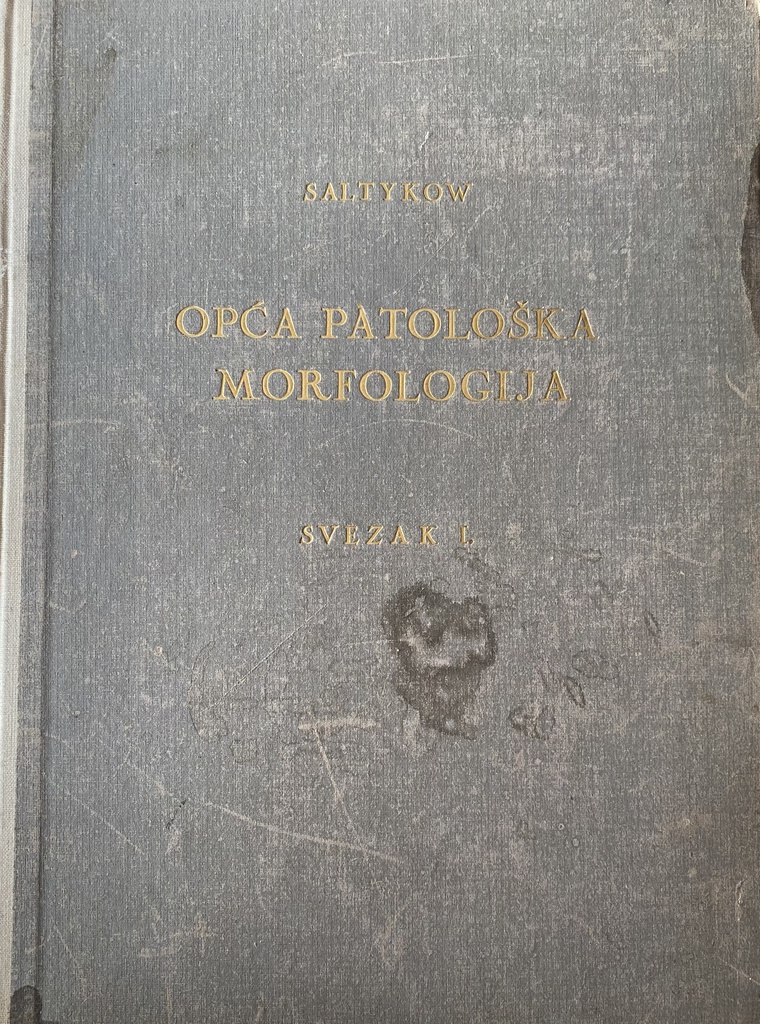 SALTYKOW
OPĆA PATOLOŠKA
MORFOLOGIJA
SVEZAK I.